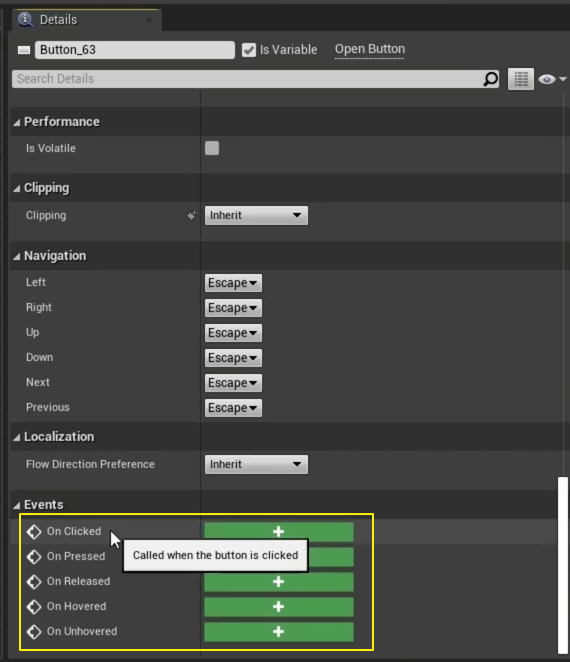 Details
Button_63
Is Variable
Open Button
Search Details
Performance
Is Volatile
Clipping
Clipping
Inherit
Navigation
Left Escape
Right Escape
Up Escape
Down Escape
Next Escape
Previous Escape
Localization
Flow Direction Preference Inherit
Events
On Clicked
Called when the button is clicked
On Pressed
On Released
On Hovered
On Unhovered